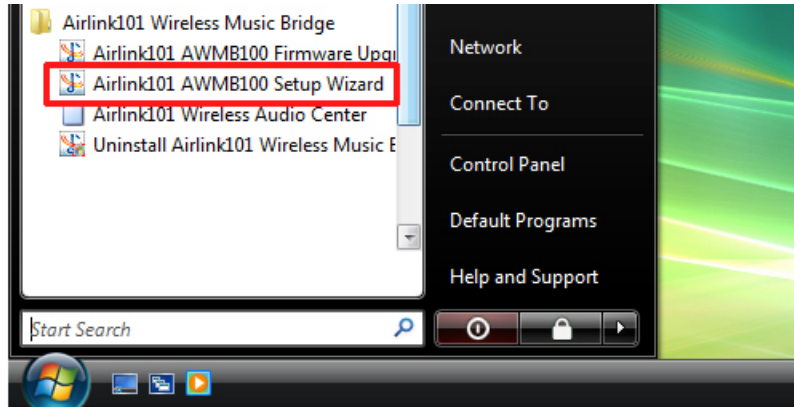 Airlink101 Wireless Music Bridge
Airlink101 AWMB100 Firmware Upgr
Airlink101 AWMB100 Setup Wizard
Airlink101 Wireless Audio Center
Uninstall Airlink101 Wireless Music B
Start Search
Network
Connect To
Control Panel
Default Programs
Help and Support